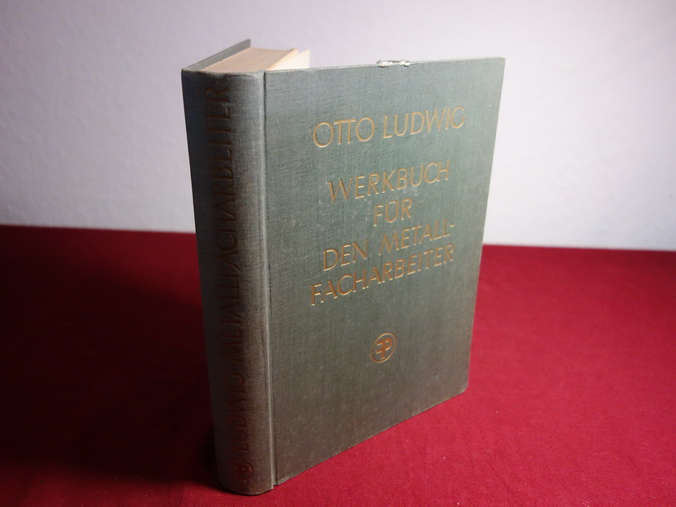 OTTO LUDWIG
WERKBUCH
FÜR
DEN METALL-
FACHARBEITER
LUDWIG METALLFACHARBEITER